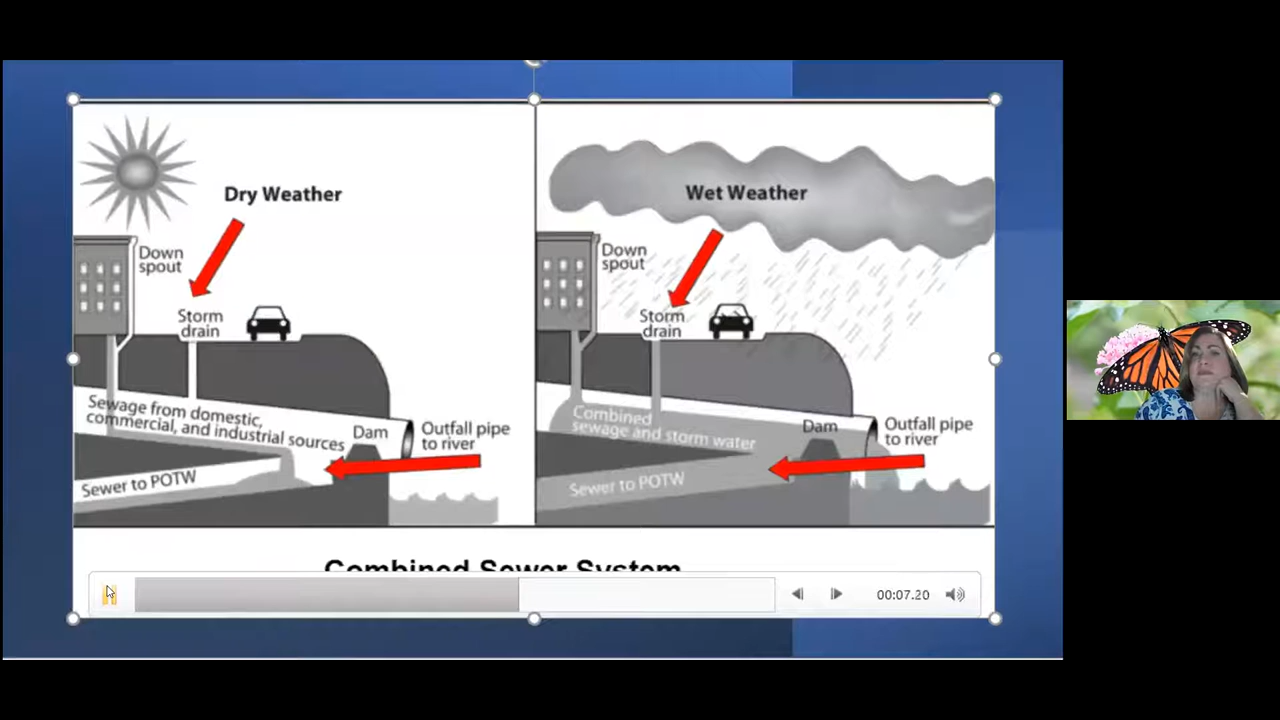 Dry Weather
Down
spout
Storm
drain
Sewage from domestic,
commercial, and industrial sources
Dam
Outfall pipe
to river
Sewer to POTW
Wet Weather
Down
spout
Storm
drain
Combined
sewage and storm water
Dam
Outfall pipe
to river
Sewer to POTW
Combined Sewer System
00:07.20